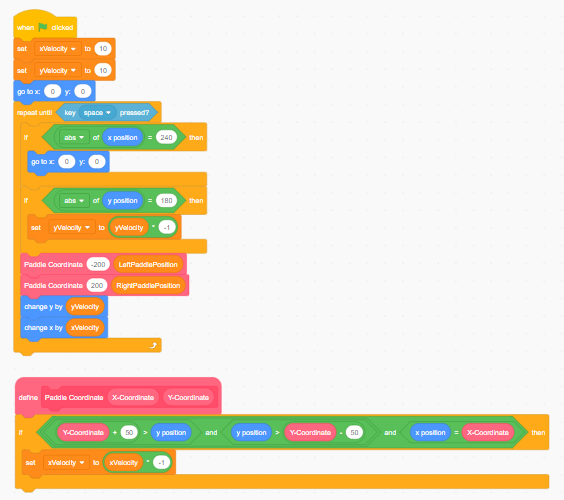 when clicked
set xVelocity to 10
set yVelocity to 10
go to x: 0 y: 0
repeat until key space pressed?
if abs of x position = 240 then
go to x: 0 y: 0
if abs of y position = 180 then
set yVelocity to yVelocity * -1
Paddle Coordinate -200 LeftPaddlePosition
Paddle Coordinate 200 RightPaddlePosition
change y by yVelocity
change x by xVelocity
define Paddle Coordinate X-Coordinate Y-Coordinate
if Y-Coordinate + 50 > y position and y position > Y-Coordinate - 50 and x position = X-Coordinate then
set xVelocity to xVelocity * -1